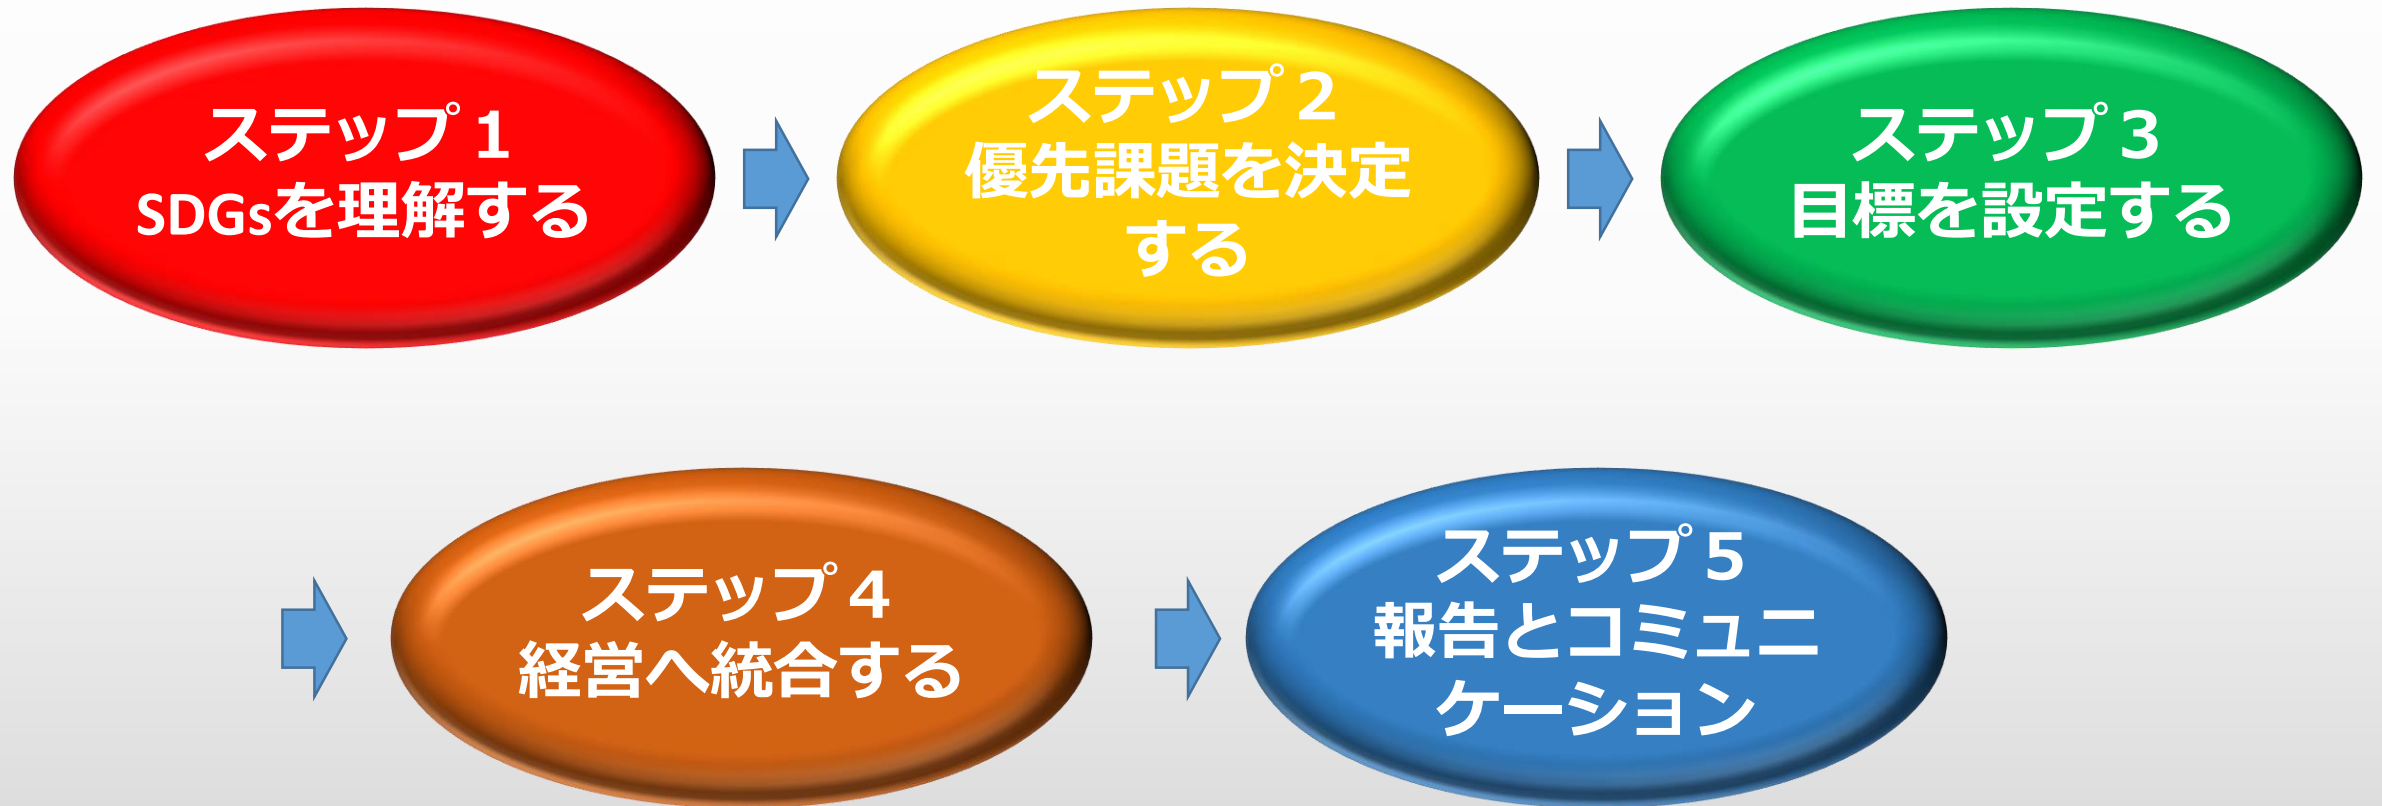 ステップ１
SDGsを理解する
ステップ２
優先課題を決定
する
ステップ３
目標を設定する
ステップ４
経営へ統合する
ステップ５
報告とコミュニ
ケーション